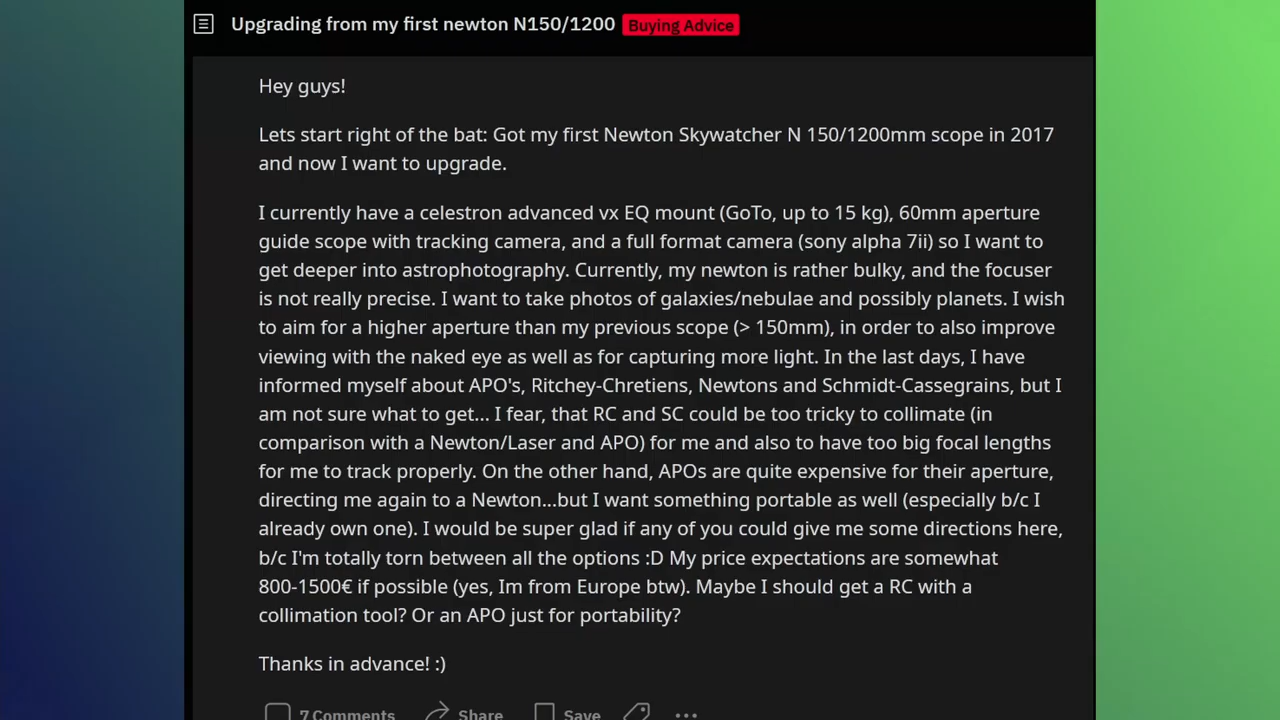 Upgrading from my first newton N150/1200 Buying Advice
Hey guys!
Lets start right of the bat: Got my first Newton Skywatcher N 150/1200mm scope in 2017
and now I want to upgrade.
I currently have a celestron advanced vx EQ mount (GoTo, up to 15 kg), 60mm aperture
guide scope with tracking camera, and a full format camera (sony alpha 7ii) so I want to
get deeper into astrophotography. Currently, my newton is rather bulky, and the focuser
is not really precise. I want to take photos of galaxies/nebulae and possibly planets. I wish
to aim for a higher aperture than my previous scope (> 150mm), in order to also improve
viewing with the naked eye as well as for capturing more light. In the last days, I have
informed myself about APO's, Ritchey-Chretiens, Newtons and Schmidt-Cassegrains, but I
am not sure what to get... I fear, that RC and SC could be too tricky to collimate (in
comparison with a Newton/Laser and APO) for me and also to have too big focal lengths
for me to track properly. On the other hand, APOs are quite expensive for their aperture,
directing me again to a Newton...but I want something portable as well (especially b/c I
already own one). I would be super glad if any of you could give me some directions here,
b/c I'm totally torn between all the options :D My price expectations are somewhat
800-1500€ if possible (yes, Im from Europe btw). Maybe I should get a RC with a
collimation tool? Or an APO just for portability?
Thanks in advance! :)
7 Comments Share Save ...